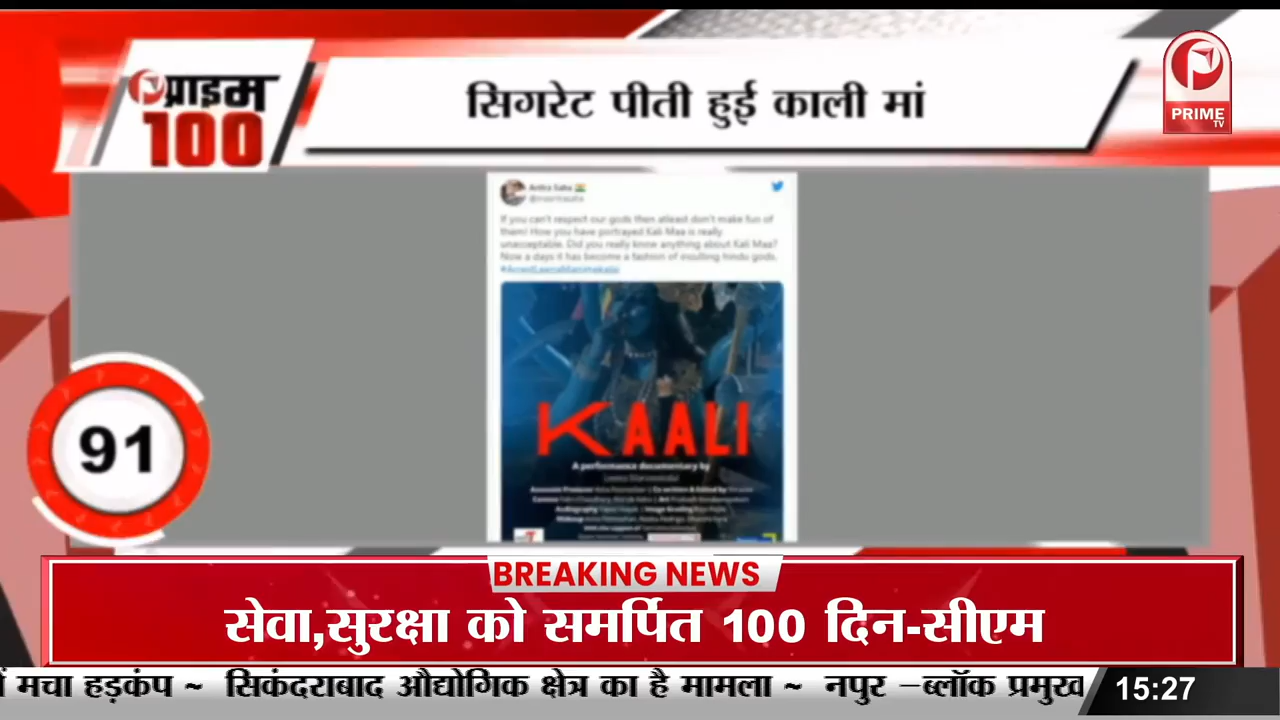 प्राइम
100
सिगरेट पीती हुई काली मां
PRIME
TV
If you can't respect our gods then atlead don't make fun of
them! How you have portrayed Kali Maa is really
unacceptable. Did you really know anything about Kali Maa?
Now a days it has become a fashion of insulting hindu gods.
KAALI
A performance documentary by
91
BREAKING NEWS
सेवा,सुरक्षा को समर्पित 100 दिन-सीएम
मचा हड़कंप ~ सिकंदराबाद औद्योगिक क्षेत्र का है मामला ~ नपुर –ब्लॉक प्रमुख
15:27